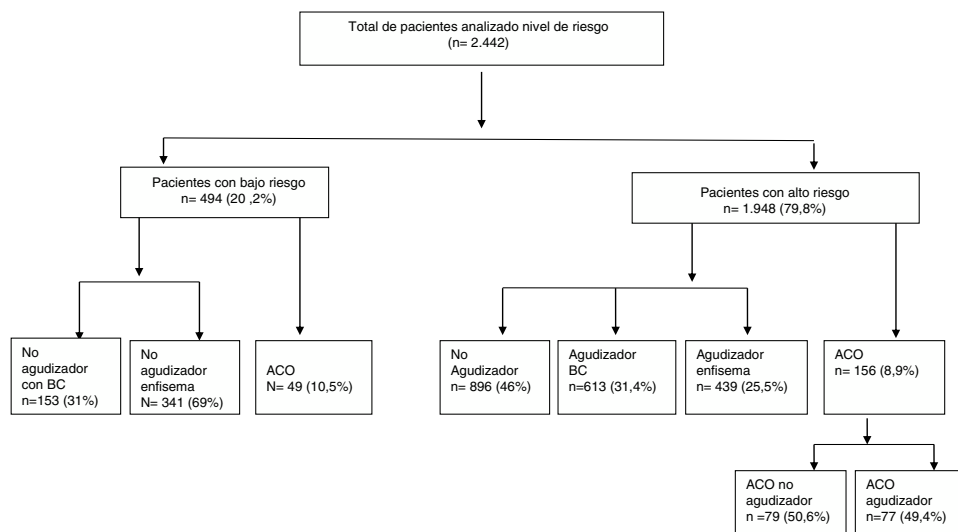 Total de pacientes analizado nivel de riesgo
(n= 2.442)
Pacientes con bajo riesgo
n= 494 (20 ,2%)
Pacientes con alto riesgo
n= 1.948 (79,8%)
No
agudizador
con BC
n=153 (31%)
No
agudizador
enfisema
N= 341 (69%)
ACO
N= 49 (10,5%)
No
Agudizador
n= 896 (46%)
Agudizador
BC
n=613 (31,4%)
Agudizador
enfisema
n= 439 (25,5%)
ACO
n= 156 (8,9%)
ACO no
agudizador
n =79 (50,6%)
ACO
agudizador
n=77 (49,4%)